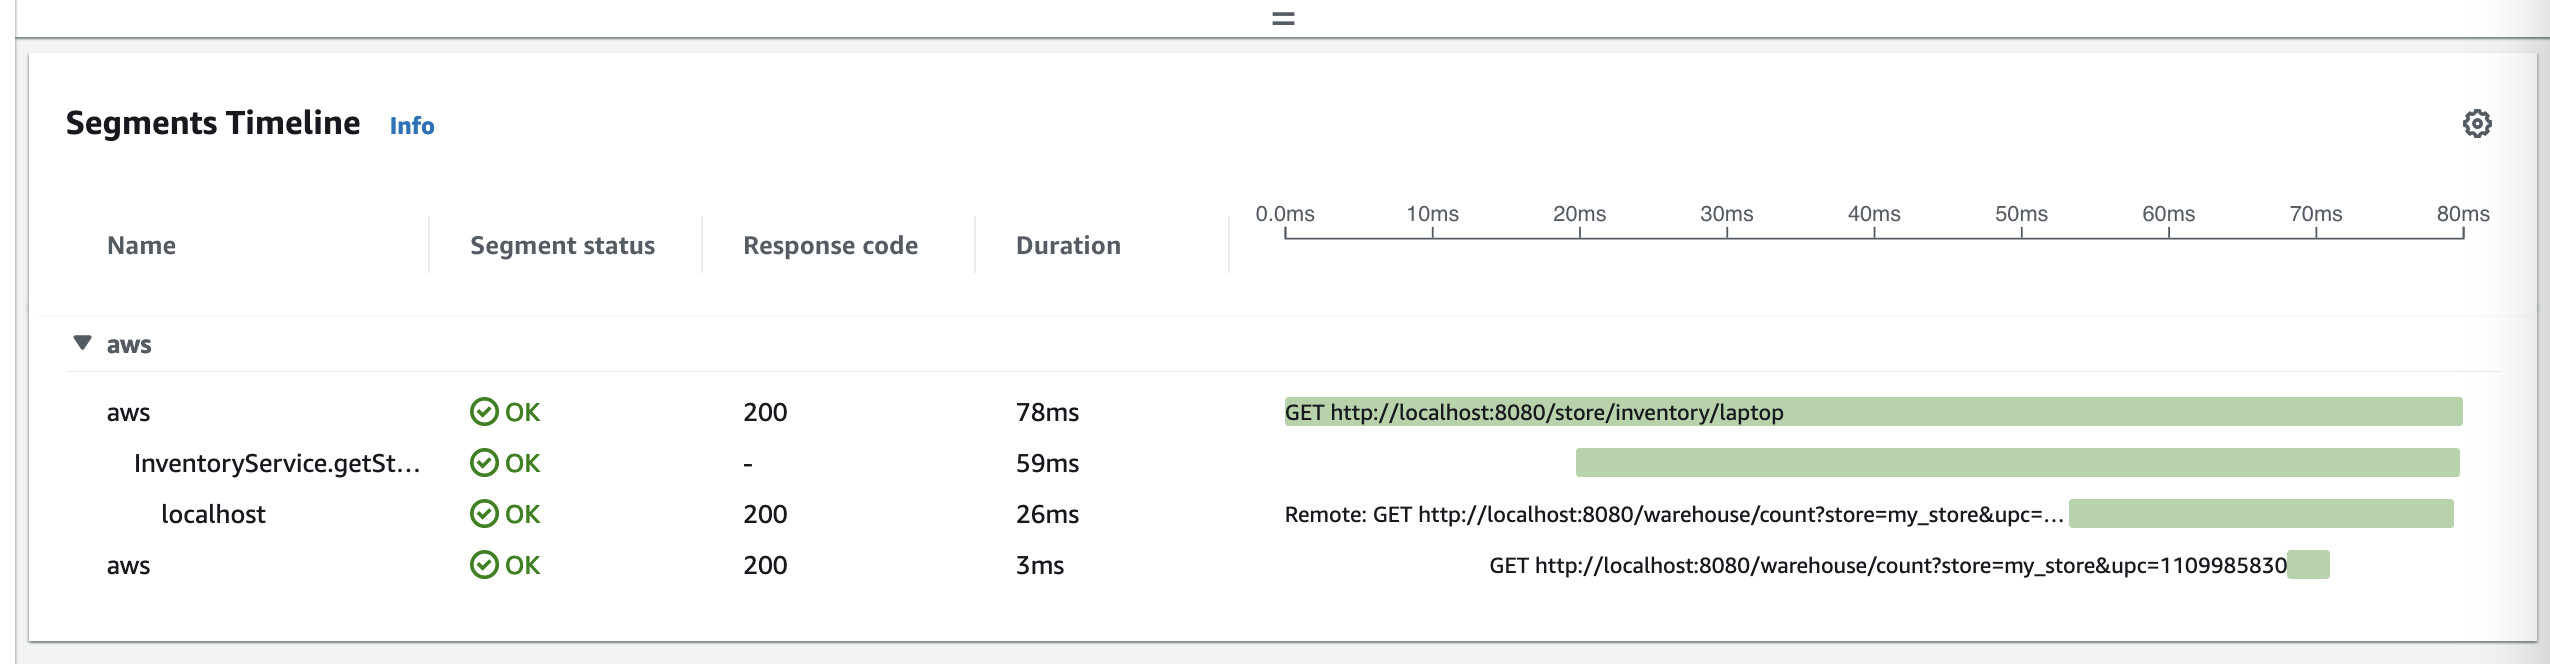 Segments Timeline Info
0.0ms 10ms 20ms 30ms 40ms 50ms 60ms 70ms 80ms
Name Segment status Response code Duration
aws
aws OK 200 78ms GET http://localhost:8080/store/inventory/laptop
InventoryService.getSt... OK - 59ms
localhost OK 200 26ms Remote: GET http://localhost:8080/warehouse/count?store=my_store&upc=...
aws OK 200 3ms GET http://localhost:8080/warehouse/count?store=my_store&upc=1109985830